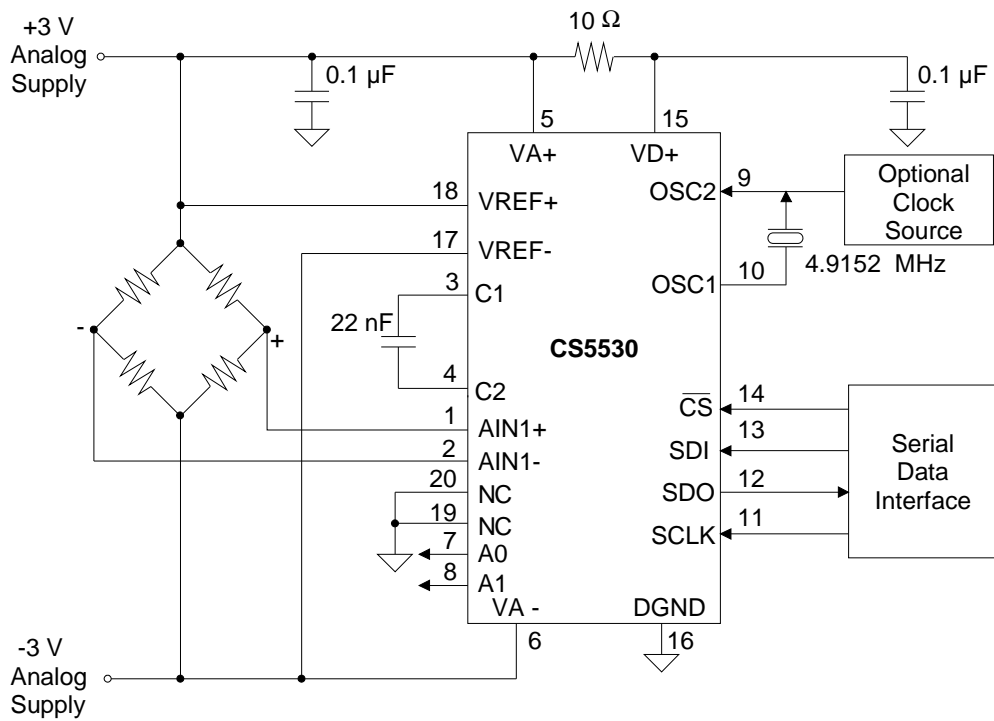 +3 V
Analog
Supply
10 Ω
0.1 µF
0.1 µF
5
15
VA+
VD+
18
VREF+
17
VREF-
3
C1
22 nF
4
C2
1
AIN1+
2
AIN1-
20
NC
19
NC
7
A0
8
A1
VA -
6
DGND
16
CS5530
OSC2
9
Optional
Clock
Source
OSC1
10
4.9152 MHz
CS
14
SDI
13
SDO
12
SCLK
11
Serial
Data
Interface
-
+
-3 V
Analog
Supply